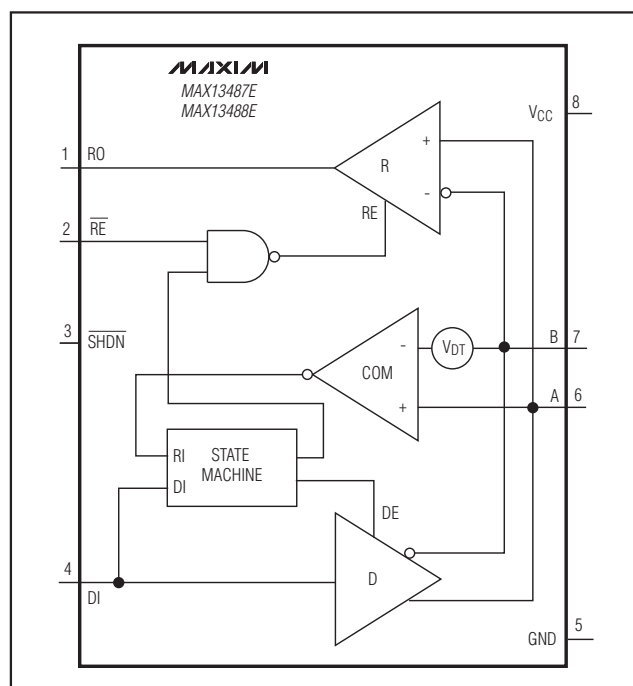 MAXIM
MAX13487E
MAX13488E
VCC
8
1
RO
R
+
-
RE
2
RE
3
SHDN
-
VDT
B
7
COM
+
A
6
RI
STATE
MACHINE
DI
DE
4
DI
D
5
GND